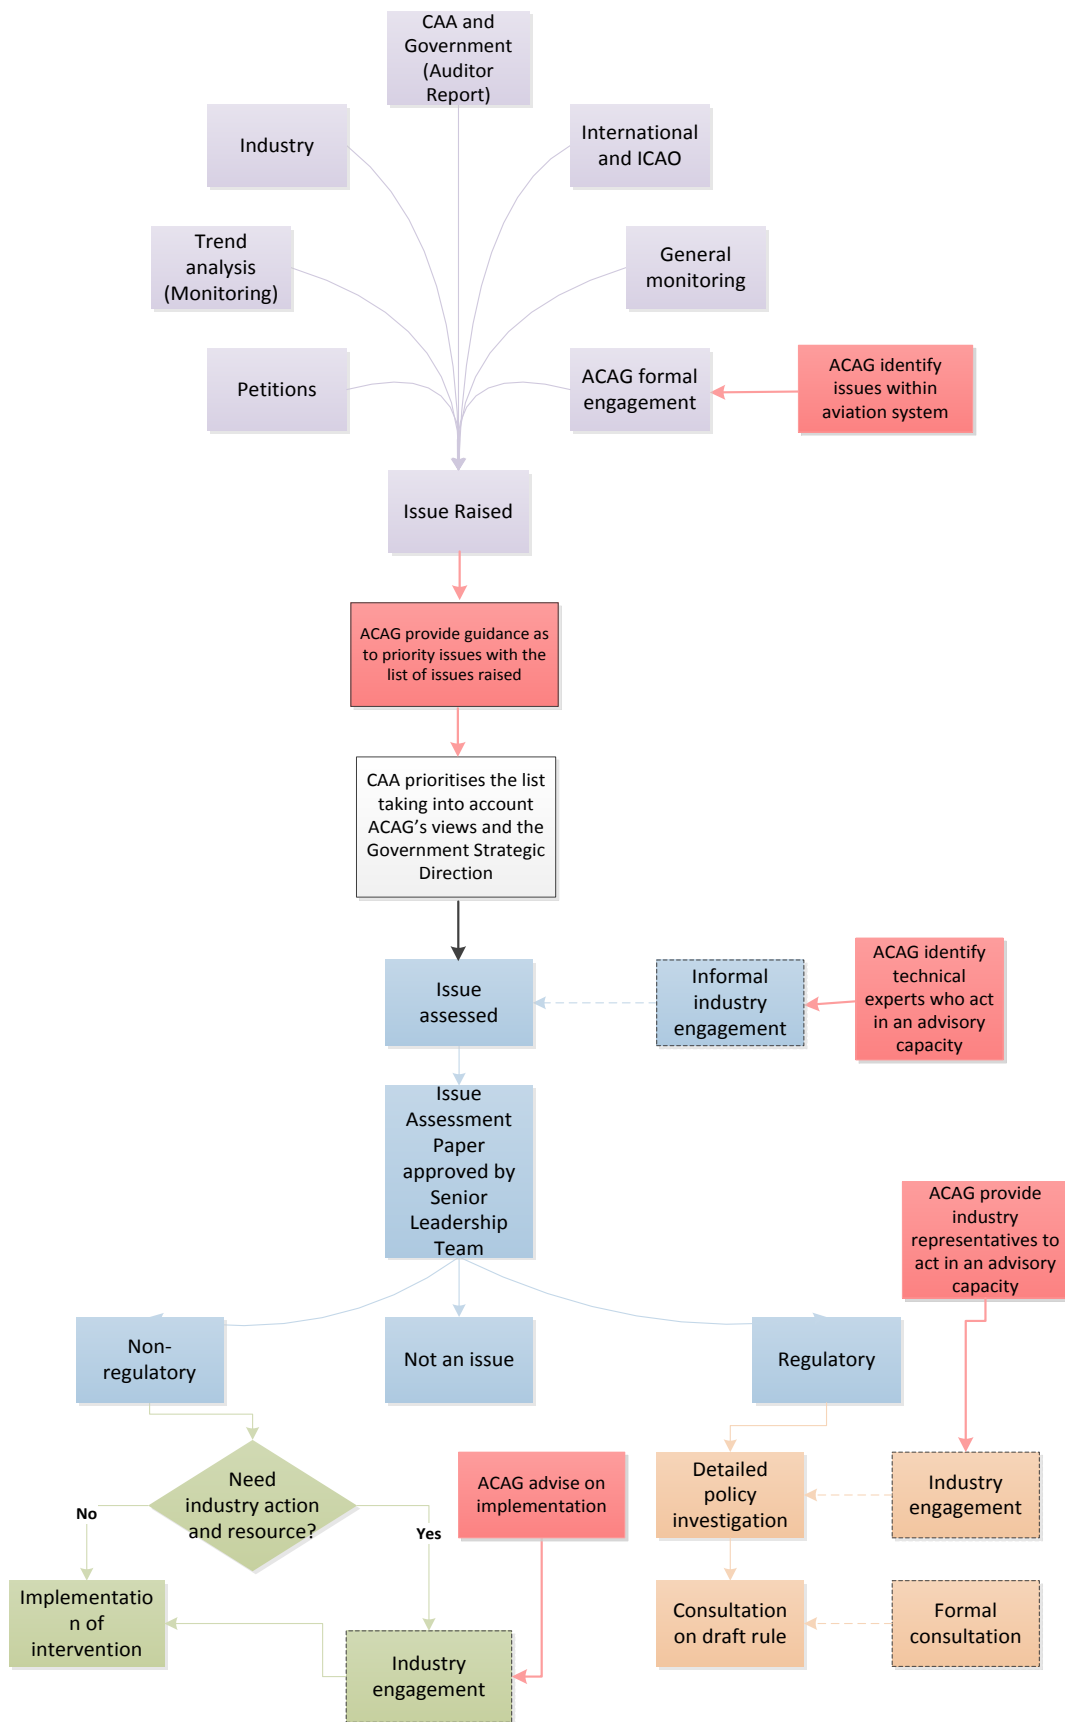 CAA and
Government
(Auditor
Report)
Industry
International
and ICAO
Trend
analysis
(Monitoring)
General
monitoring
Petitions
ACAG formal
engagement
ACAG identify
issues within
aviation system
Issue Raised
ACAG provide guidance as
to priority issues with the
list of issues raised
CAA prioritises the list
taking into account
ACAG’s views and the
Government Strategic
Direction
Issue
assessed
Informal
industry
engagement
ACAG identify
technical
experts who act
in an advisory
capacity
Issue
Assessment
Paper
approved by
Senior
Leadership
Team
ACAG provide
industry
representatives to
act in an advisory
capacity
Non-
regulatory
Not an issue
Regulatory
Need
industry action
and resource?
No
Yes
ACAG advise on
implementation
Detailed
policy
investigation
Industry
engagement
Implementatio
n of
intervention
Industry
engagement
Consultation
on draft rule
Formal
consultation